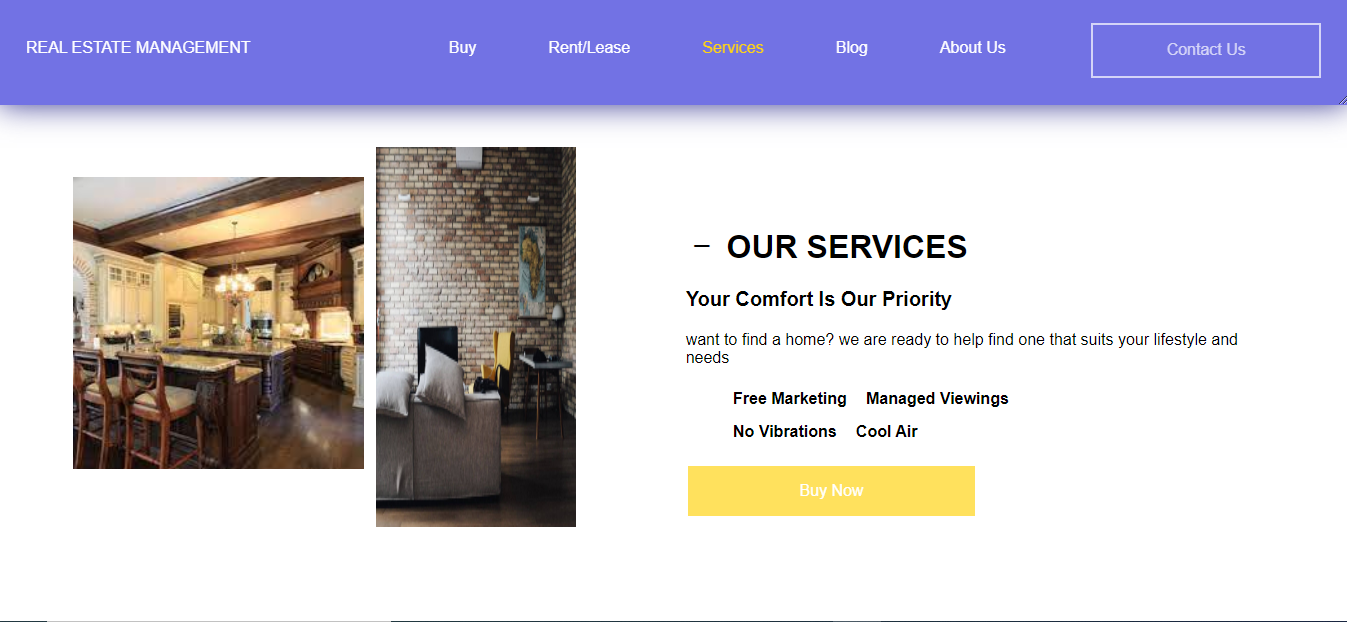 REAL ESTATE MANAGEMENT
Buy
Rent/Lease
Services
Blog
About Us
Contact Us
OUR SERVICES
Your Comfort Is Our Priority
want to find a home? we are ready to help find one that suits your lifestyle and
needs
Free Marketing Managed Viewings
No Vibrations Cool Air
Buy Now